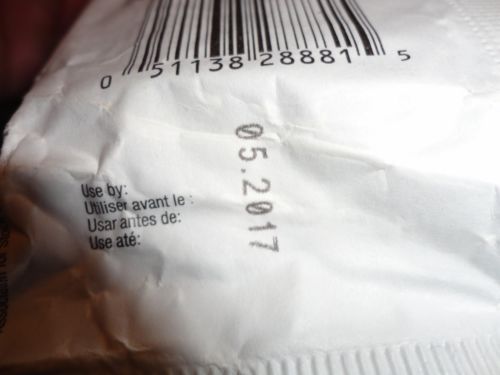 0 51138 28881 5
Use by:
Utiliser avant le :
Usar antes de:
Use até:
05.2017